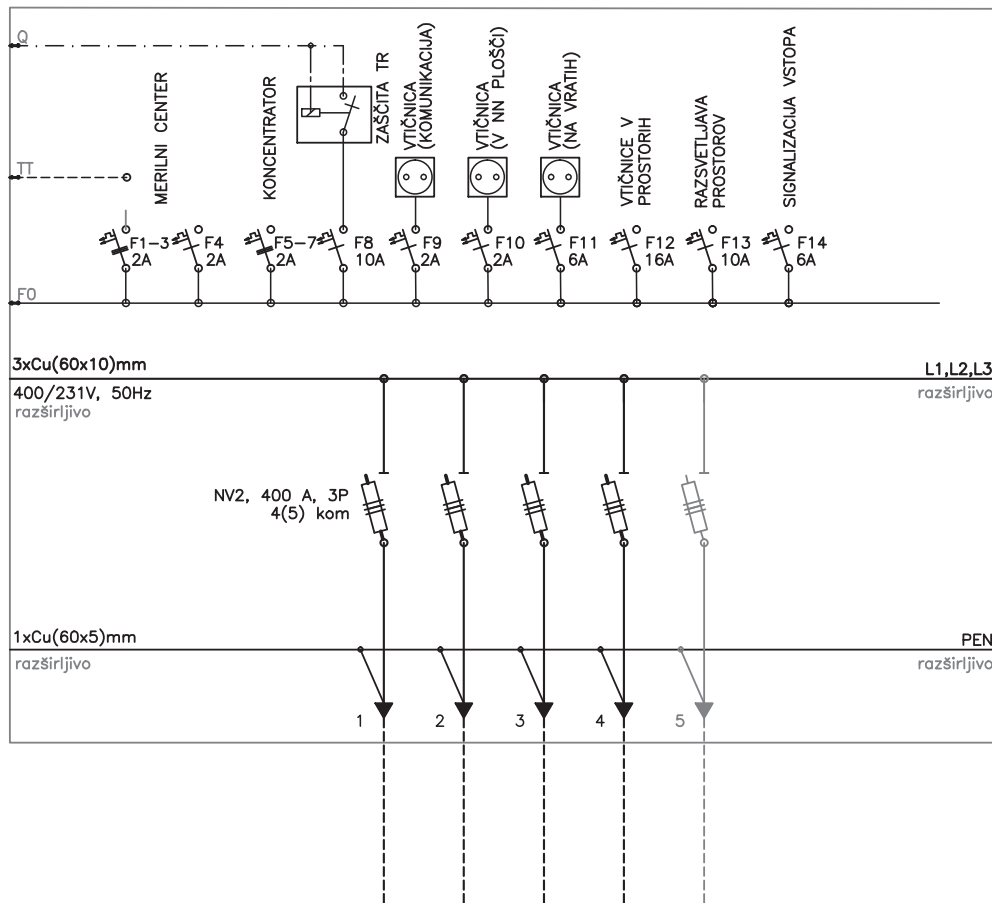 Q
TT
FO
MERILNI CENTER
KONCENTRATOR
ZAŠČITA TR
VTIČNICA
(KOMUNIKACIJA)
VTIČNICA
(V NN PLOŠČI)
VTIČNICA
(NA VRATIH)
VTIČNICE V
PROSTORIH
RAZSVETLJAVA
PROSTOROV
SIGNALIZACIJA VSTOPA
F1-3
2A
F4
2A
F5-7
2A
F8
10A
F9
2A
F10
2A
F11
6A
F12
16A
F13
10A
F14
6A
3xCu(60x10)mm
L1,L2,L3
400/231V, 50Hz
razširljivo
razširljivo
NV2, 400 A, 3P
4(5) kom
1xCu(60x5)mm
PEN
razširljivo
razširljivo
1
2
3
4
5